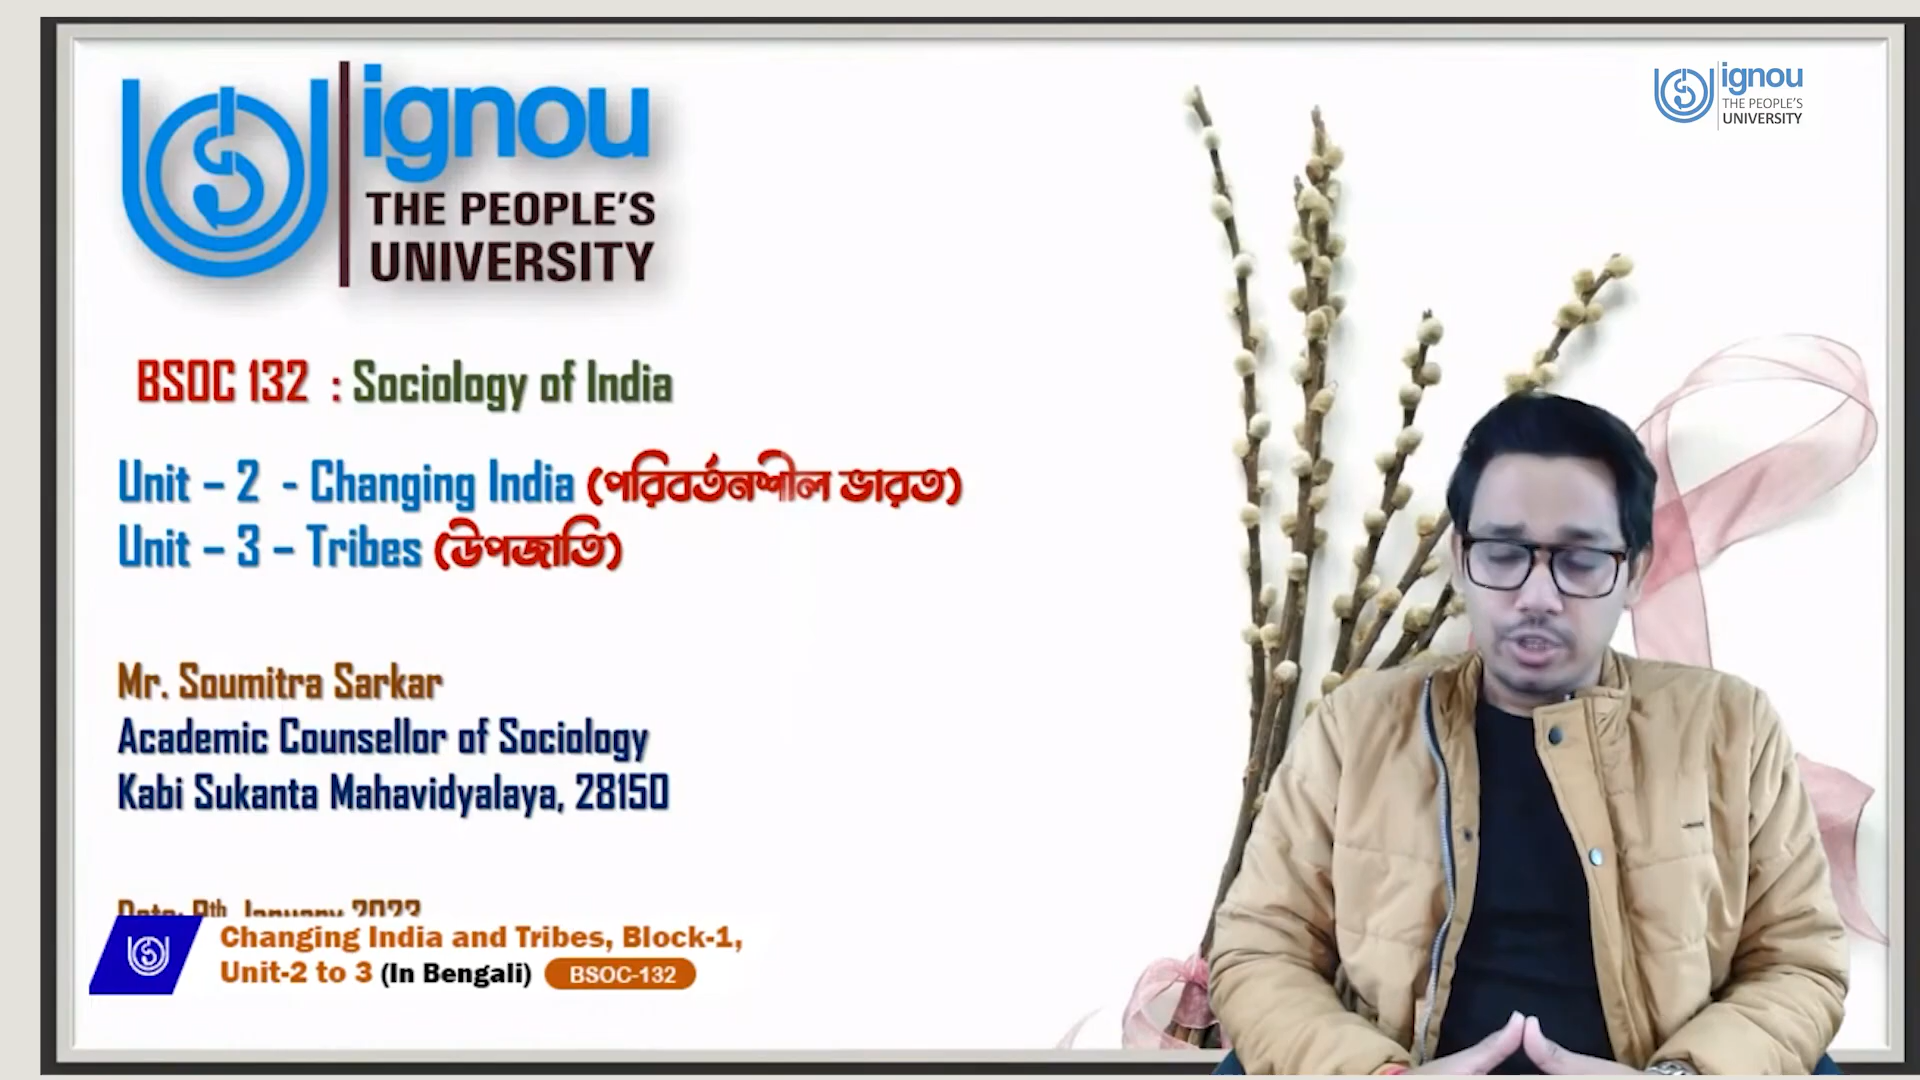 ignou
THE PEOPLE'S
UNIVERSITY
ignou
THE PEOPLE'S
UNIVERSITY
BSOC 132 : Sociology of India
Unit – 2 - Changing India (পরিবর্তনশীল ভারত)
Unit – 3 – Tribes (উপজাতি)
Mr. Soumitra Sarkar
Academic Counsellor of Sociology
Kabi Sukanta Mahavidyalaya, 28150
Date: January
Changing India and Tribes, Block-1,
Unit-2 to 3 (In Bengali) BSOC-132